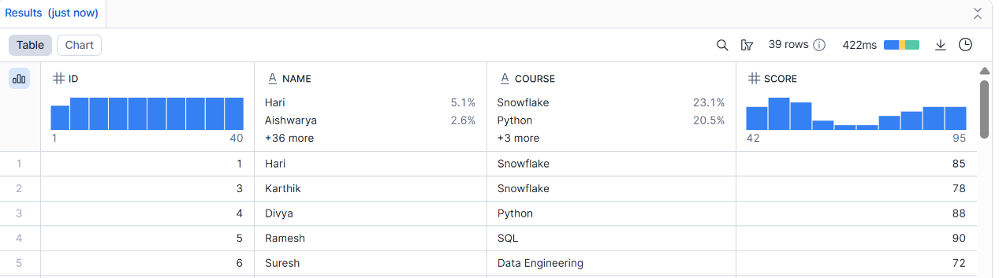 Results (just now)
Table Chart 39 rows 422ms
ID NAME COURSE SCORE
Hari 5.1% Snowflake 23.1%
Aishwarya 2.6% Python 20.5%
1 40 +36 more +3 more 42 95
1 1 Hari Snowflake 85
2 3 Karthik Snowflake 78
3 4 Divya Python 88
4 5 Ramesh SQL 90
5 6 Suresh Data Engineering 72